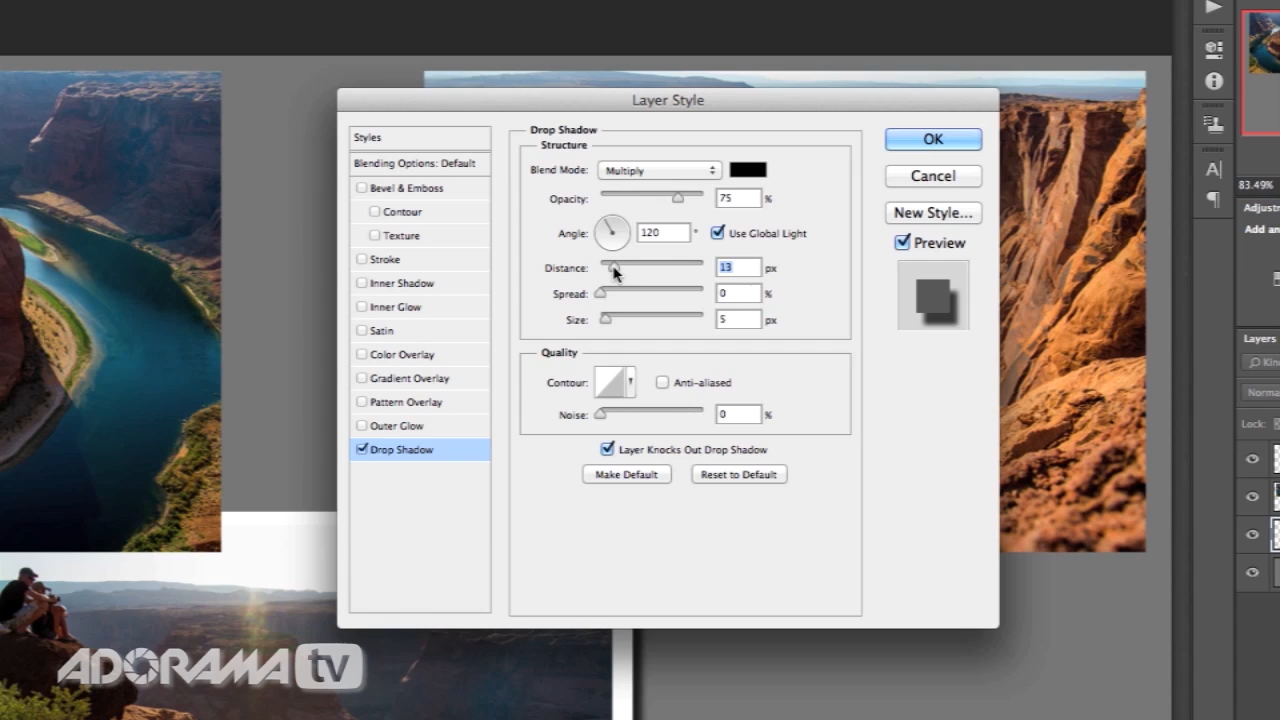 Layer Style
Styles
Blending Options: Default
Bevel & Emboss
Contour
Texture
Stroke
Inner Shadow
Inner Glow
Satin
Color Overlay
Gradient Overlay
Pattern Overlay
Outer Glow
Drop Shadow
Drop Shadow
Structure
Blend Mode: Multiply
Opacity: 75 %
Angle: 120 ° Use Global Light
Distance: 13 px
Spread: 0 %
Size: 5 px
Quality
Contour: Anti-aliased
Noise: 0 %
Layer Knocks Out Drop Shadow
Make Default Reset to Default
OK
Cancel
New Style...
Preview
A|
83.49%
Adjustm
Add an
Layers
Kin
Norma
Lock:
ADORAMA tv